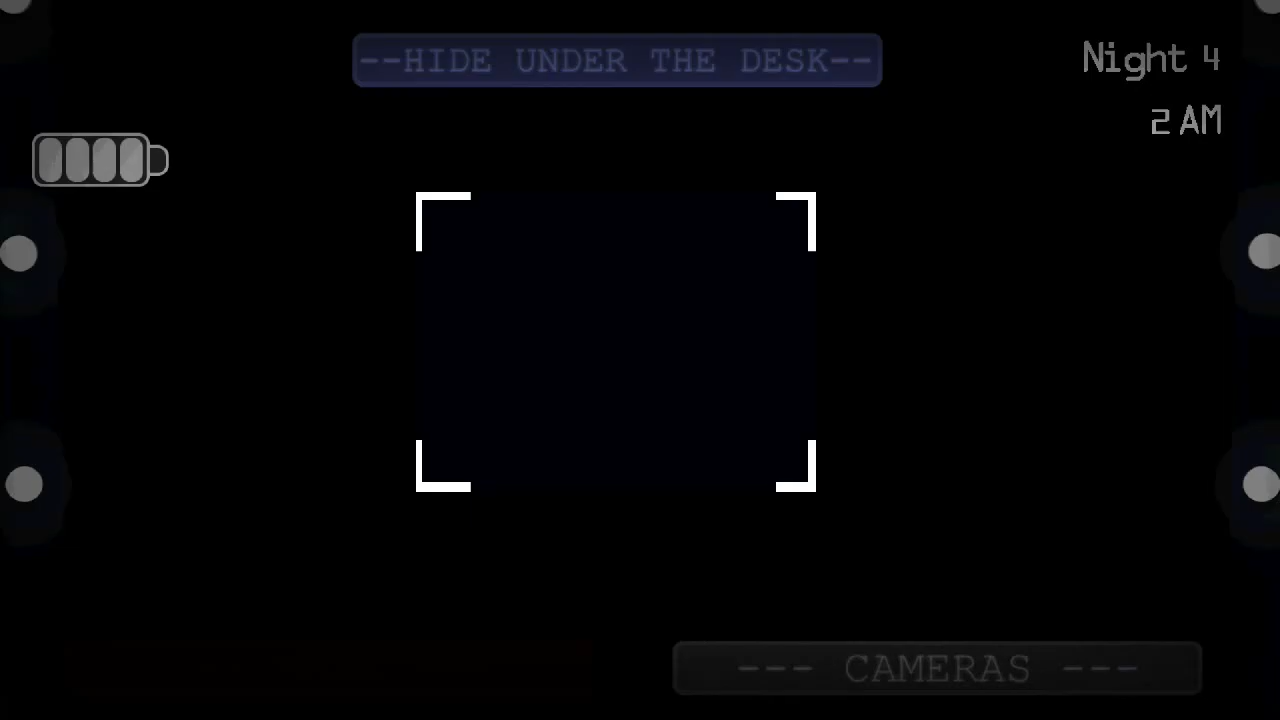 --HIDE UNDER THE DESK--
Night 4
2 AM
--- CAMERAS ---